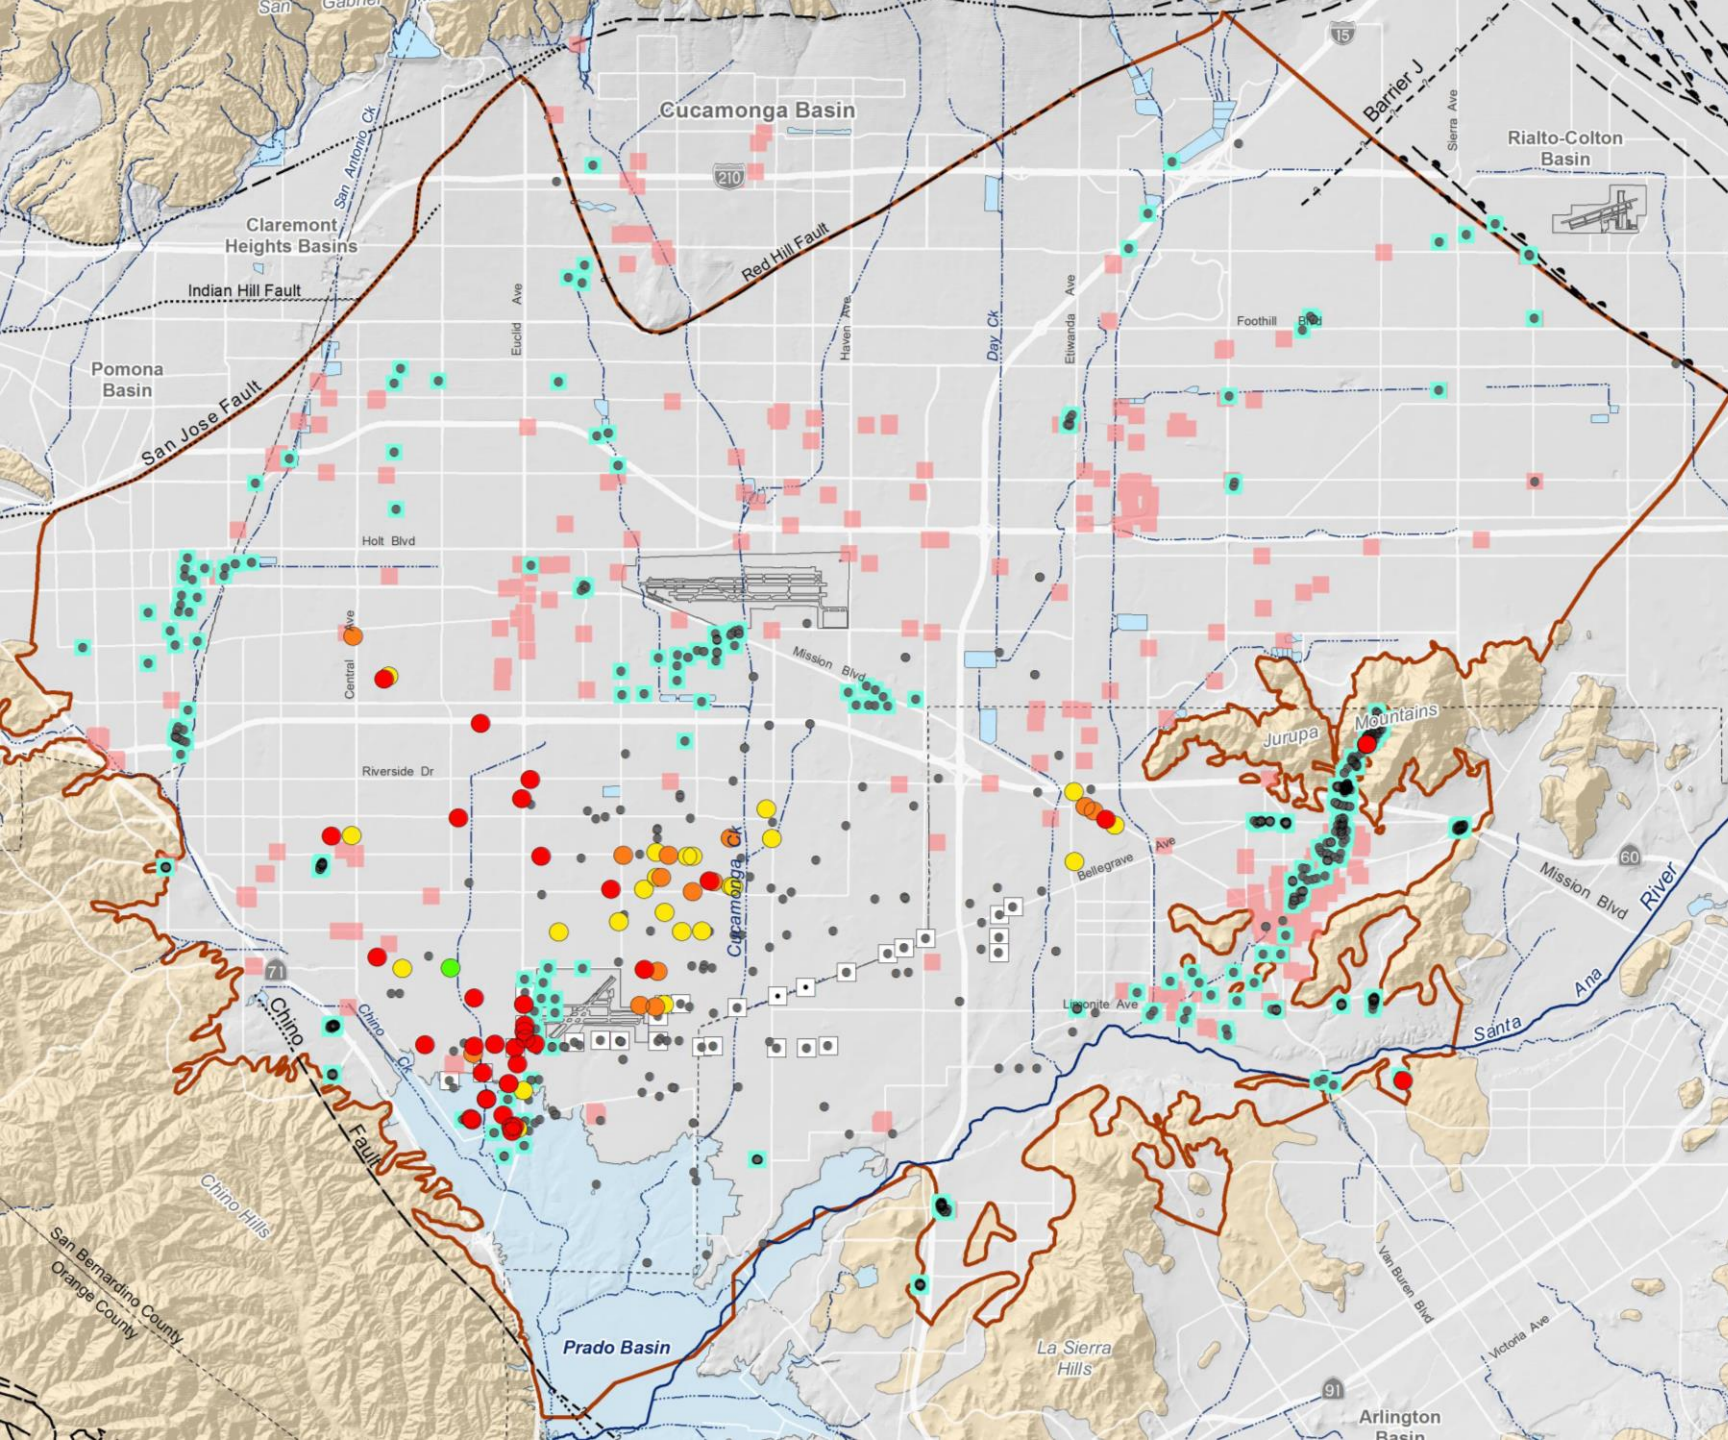 San Gabriel
15
Cucamonga Basin
Barrier J
Sierra Ave
Rialto-Colton
Basin
San Antonio Ck
210
Claremont
Heights Basins
Red Hill Fault
Indian Hill Fault
Euclid Ave
Haven Ave
Day Ck
Etiwanda Ave
Foothill Blvd
Pomona
Basin
San Jose Fault
Holt Blvd
Central Ave
Mission Blvd
Jurupa Mountains
Riverside Dr
Cucamonga Ck
Bellegrave Ave
60
Mission Blvd
Santa Ana River
71
Limonite Ave
Chino Fault
Chino Ck
Chino Hills
San Bernardino County
Orange County
Van Buren Blvd
Victoria Ave
Prado Basin
La Sierra
Hills
91
Arlington
Basin